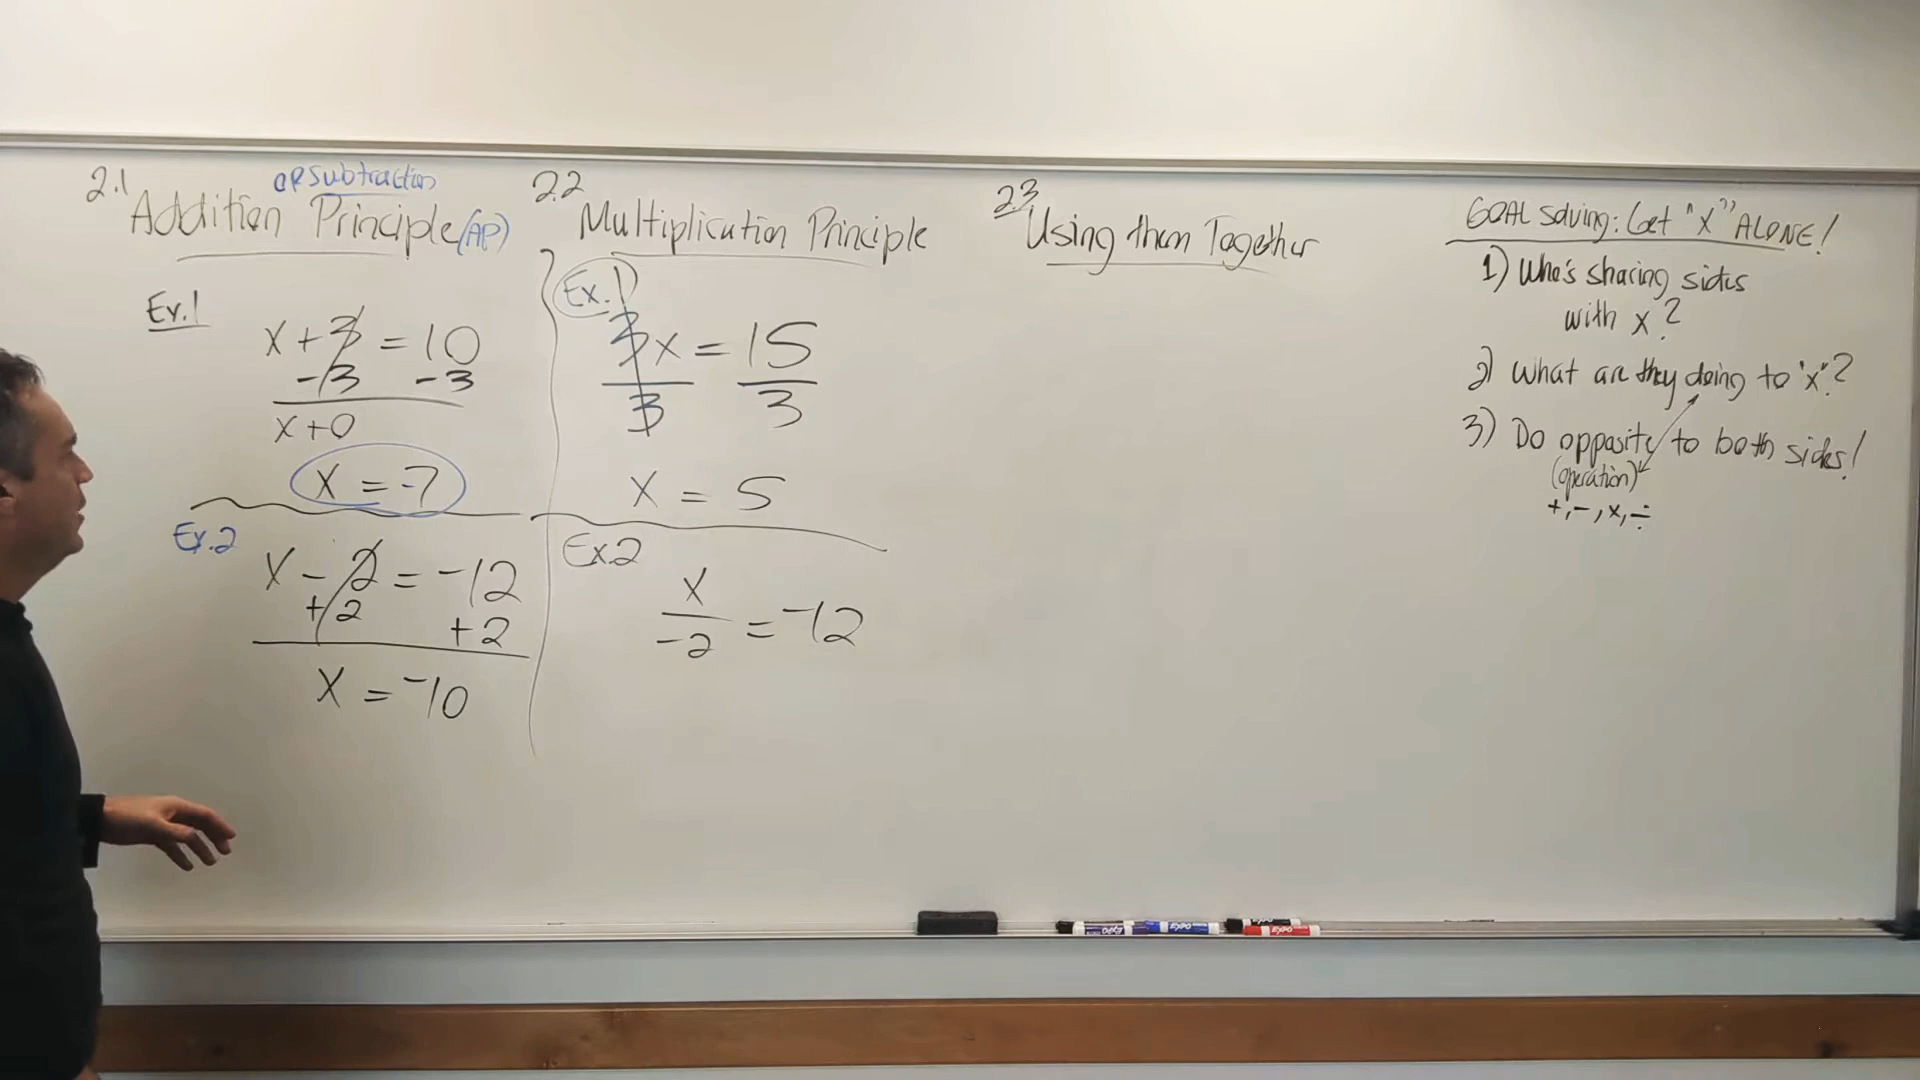 2.1
OR Subtraction
Addition Principle (AP)
Ex.1
x + 3 = 10
-3 -3
x + 0
x = 7
Ex.2
x - 2 = -12
+2 +2
x = -10
2.2
Multiplication Principle
Ex.1
3x = 15
3 3
x = 5
Ex.2
x
-2 = -12
2.3
Using them Together
GOAL solving: Get "X" ALONE!
1) Who's sharing sides
with x?
2) What are they doing to "x"?
3) Do opposite to both sides!
(operation)
+, -, x, ÷
EXPO
EXPO
EXPO